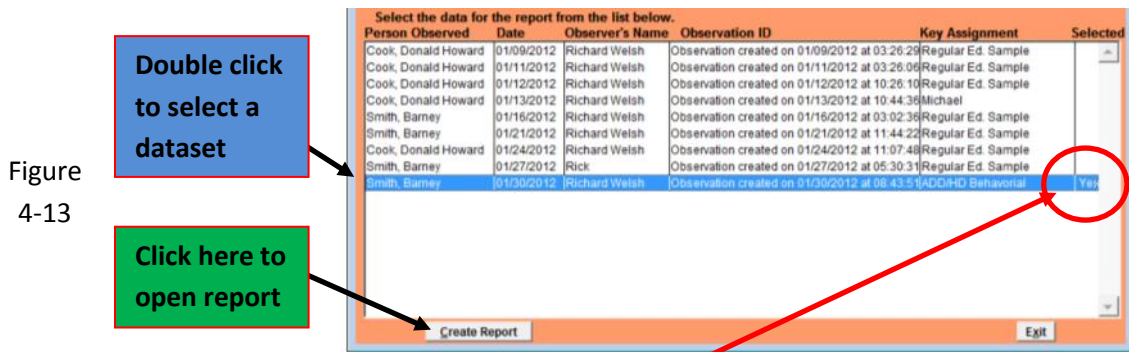 Select the data for the report from the list below.
Person Observed Date Observer's Name Observation ID Key Assignment Selected
Cook, Donald Howard 01/09/2012 Richard Welsh Observation created on 01/09/2012 at 03:26:29 Regular Ed. Sample
Cook, Donald Howard 01/11/2012 Richard Welsh Observation created on 01/11/2012 at 03:26:06 Regular Ed. Sample
Cook, Donald Howard 01/12/2012 Richard Welsh Observation created on 01/12/2012 at 10:26:10 Regular Ed. Sample
Cook, Donald Howard 01/13/2012 Richard Welsh Observation created on 01/13/2012 at 10:44:36 Michael
Smith, Barney 01/16/2012 Richard Welsh Observation created on 01/16/2012 at 03:02:36 Regular Ed. Sample
Smith, Barney 01/21/2012 Richard Welsh Observation created on 01/21/2012 at 11:44:22 Regular Ed. Sample
Cook, Donald Howard 01/24/2012 Richard Welsh Observation created on 01/24/2012 at 11:07:48 Regular Ed. Sample
Smith, Barney 01/27/2012 Rick Observation created on 01/27/2012 at 05:30:31 Regular Ed. Sample
Smith, Barney 01/30/2012 Richard Welsh Observation created on 01/30/2012 at 08:43:51 ADD/HD Behavorial Yes
Create Report Exit
Double click
to select a
dataset
Figure
4-13
Click here to
open report